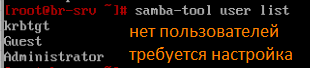 [root@br-srv ~]# samba-tool user list
krbtgt
нет пользователей
Guest
требуется настройка
Administrator